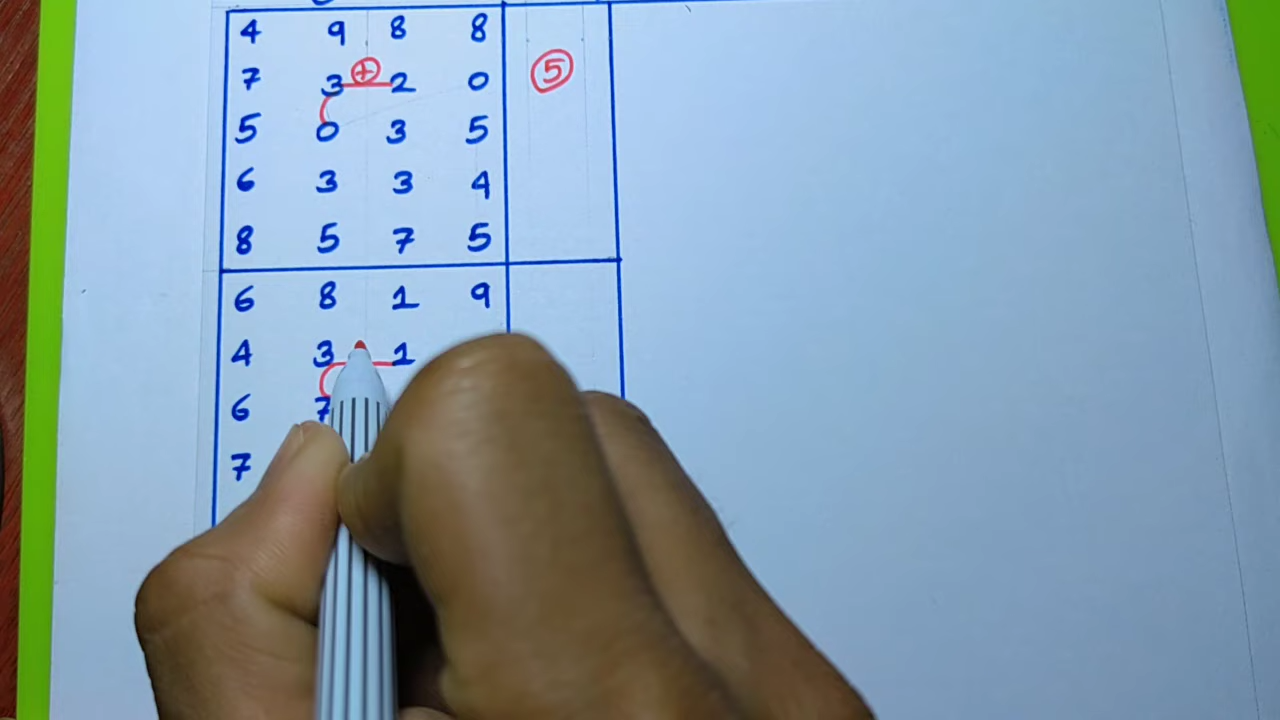 4 9 8 8
7 3 + 2 0 5
5 0 3 5
6 3 3 4
8 5 7 5
6 8 1 9
4 3 1
6 7
7